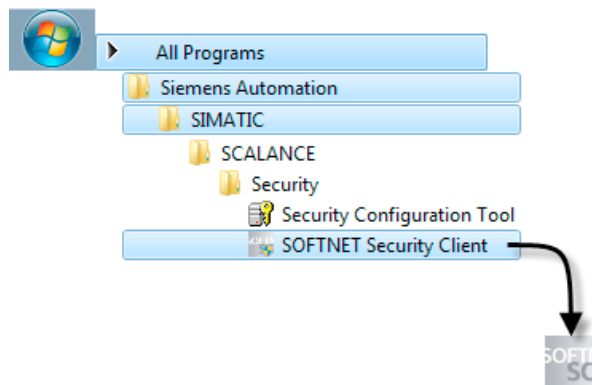 All Programs
Siemens Automation
SIMATIC
SCALANCE
Security
Security Configuration Tool
SOFTNET Security Client